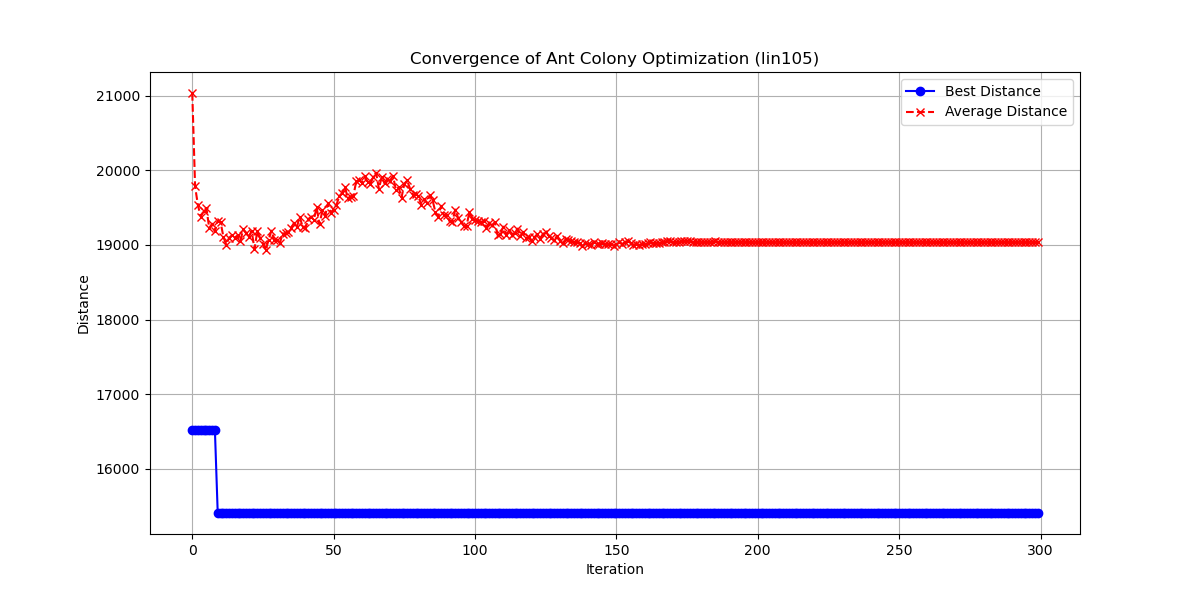 Convergence of Ant Colony Optimization (lin105)
Best Distance
Average Distance
21000
20000
19000
18000
17000
16000
Distance
0 50 100 150 200 250 300
Iteration